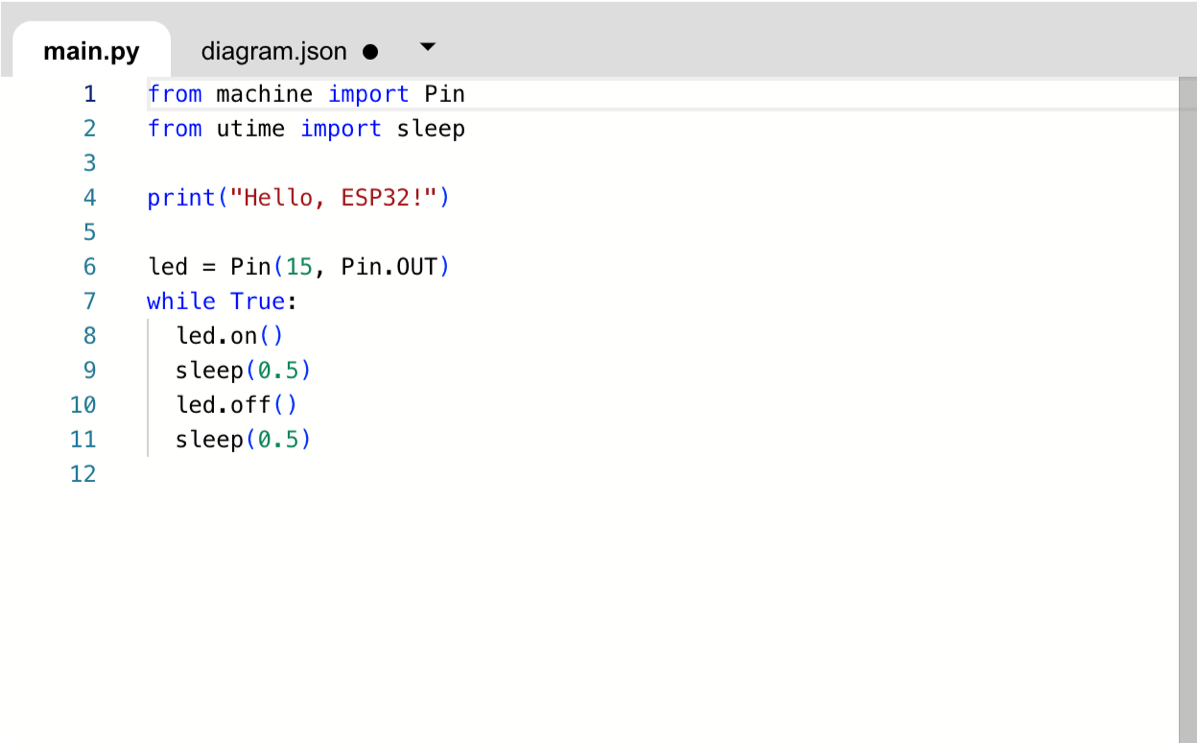 main.py diagram.json ●
1 from machine import Pin
2 from utime import sleep
3
4 print("Hello, ESP32!")
5
6 led = Pin(15, Pin.OUT)
7 while True:
8   led.on()
9   sleep(0.5)
10   led.off()
11   sleep(0.5)
12